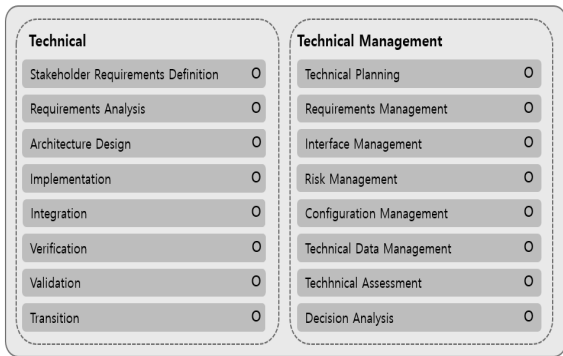 Technical
Stakeholder Requirements Definition O
Requirements Analysis O
Architecture Design O
Implementation O
Integration O
Verification O
Validation O
Transition O
Technical Management
Technical Planning O
Requirements Management O
Interface Management O
Risk Management O
Configuration Management O
Technical Data Management O
Techhnical Assessment O
Decision Analysis O